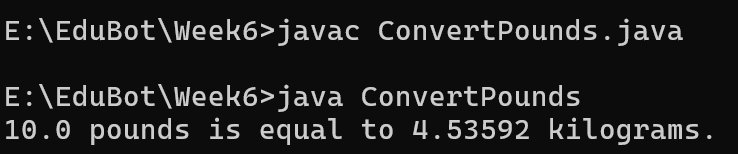 E:\EduBot\Week6>javac ConvertPounds.java
E:\EduBot\Week6>java ConvertPounds
10.0 pounds is equal to 4.53592 kilograms.